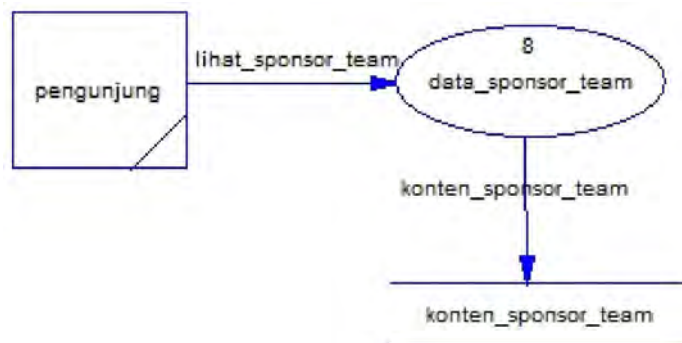 8
lihat_sponsor_team
data_sponsor_team
pengunjung
konten_sponsor_team
konten_sponsor_team